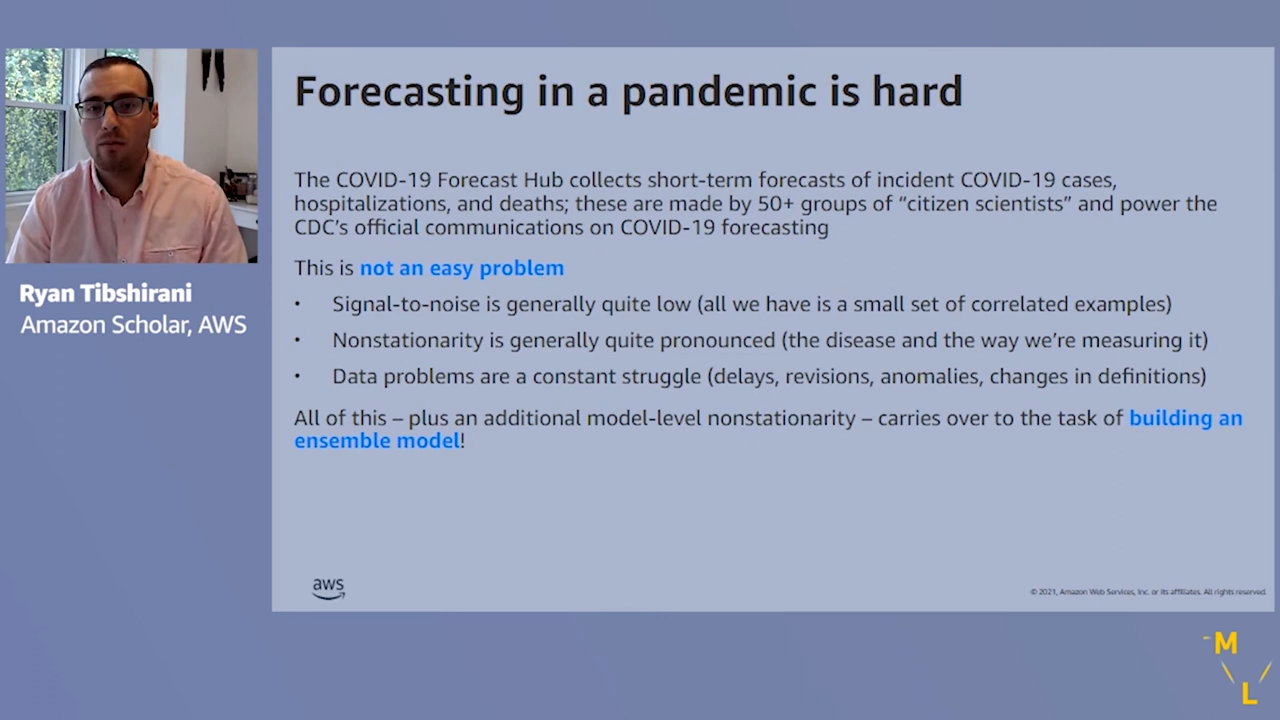 Forecasting in a pandemic is hard
The COVID-19 Forecast Hub collects short-term forecasts of incident COVID-19 cases,
hospitalizations, and deaths; these are made by 50+ groups of “citizen scientists” and power the
CDC’s official communications on COVID-19 forecasting
This is not an easy problem
• Signal-to-noise is generally quite low (all we have is a small set of correlated examples)
• Nonstationarity is generally quite pronounced (the disease and the way we’re measuring it)
• Data problems are a constant struggle (delays, revisions, anomalies, changes in definitions)
All of this – plus an additional model-level nonstationarity – carries over to the task of building an
ensemble model!
Ryan Tibshirani
Amazon Scholar, AWS
aws
© 2021, Amazon Web Services, Inc. or its affiliates. All rights reserved.
M
L